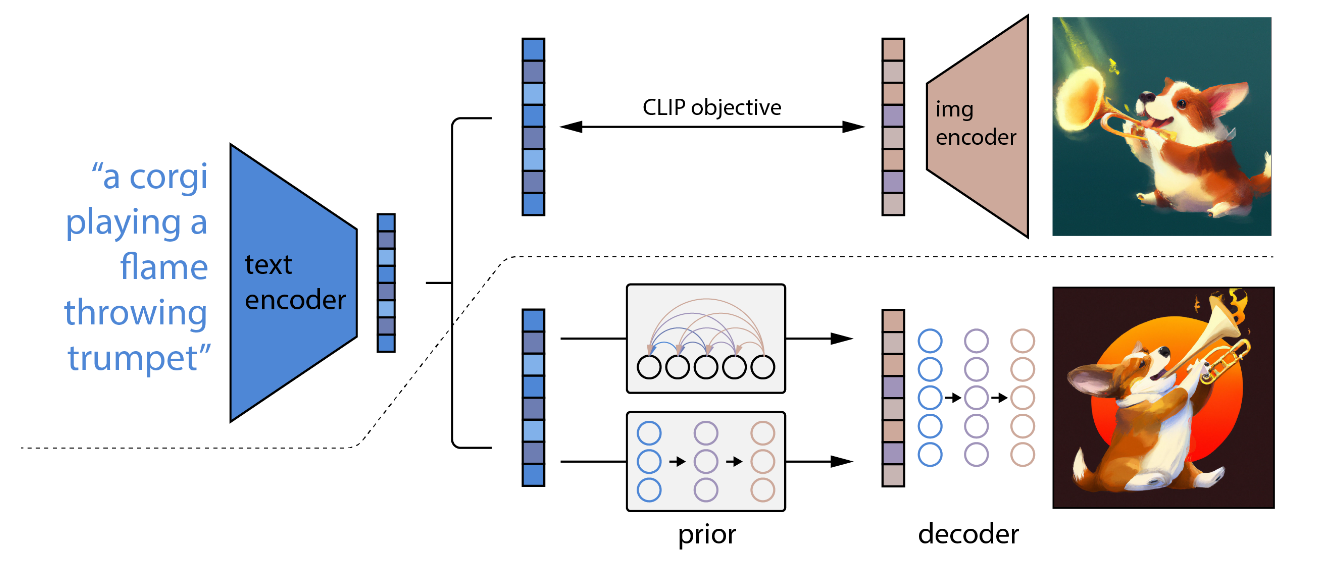 “a corgi
playing a
flame
throwing
trumpet”
text
encoder
CLIP objective
img
encoder
prior
decoder